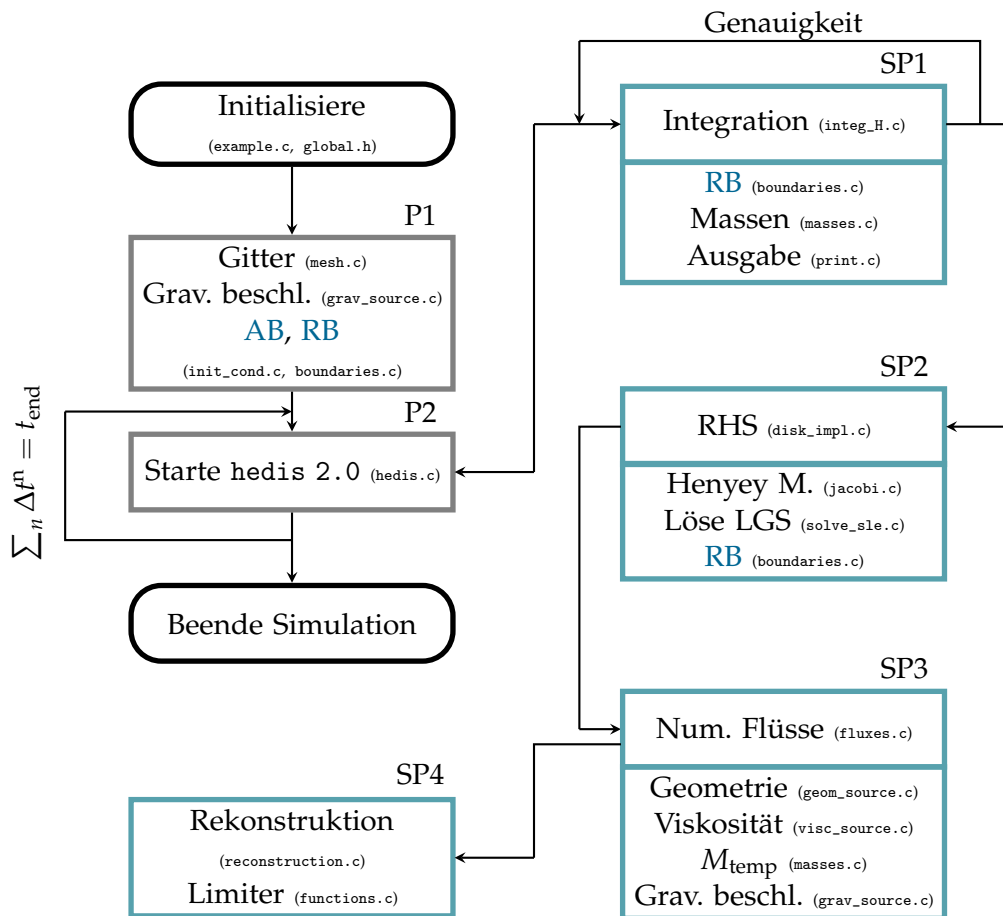 Genauigkeit
SP1
Initialisiere
(example.c, global.h)
Integration (integ_H.c)
RB (boundaries.c)
Massen (masses.c)
Ausgabe (print.c)
P1
Gitter (mesh.c)
Grav. beschl. (grav_source.c)
AB, RB
(init_cond.c, boundaries.c)
P2
Starte hedis 2.0 (hedis.c)
∑n Δtⁿ = tend
Beende Simulation
SP2
RHS (disk_impl.c)
Henyey M. (jacobi.c)
Löse LGS (solve_sle.c)
RB (boundaries.c)
SP3
Num. Flüsse (fluxes.c)
Geometrie (geom_source.c)
Viskosität (visc_source.c)
Mtemp (masses.c)
Grav. beschl. (grav_source.c)
SP4
Rekonstruktion
(reconstruction.c)
Limiter (functions.c)